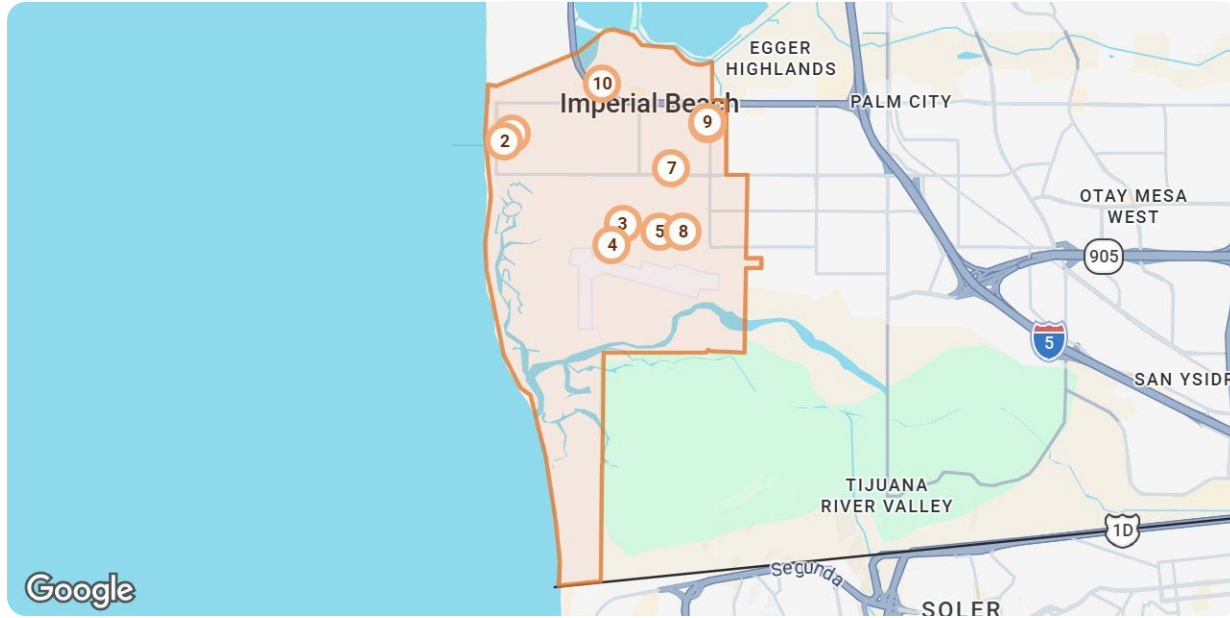 EGGER
HIGHLANDS
10
Imperial Beach
PALM CITY
9
2
7
OTAY MESA
WEST
3
5
8
4
905
5
SAN YSIDR
TIJUANA
RIVER VALLEY
1D
Segunda
Google
SOLER